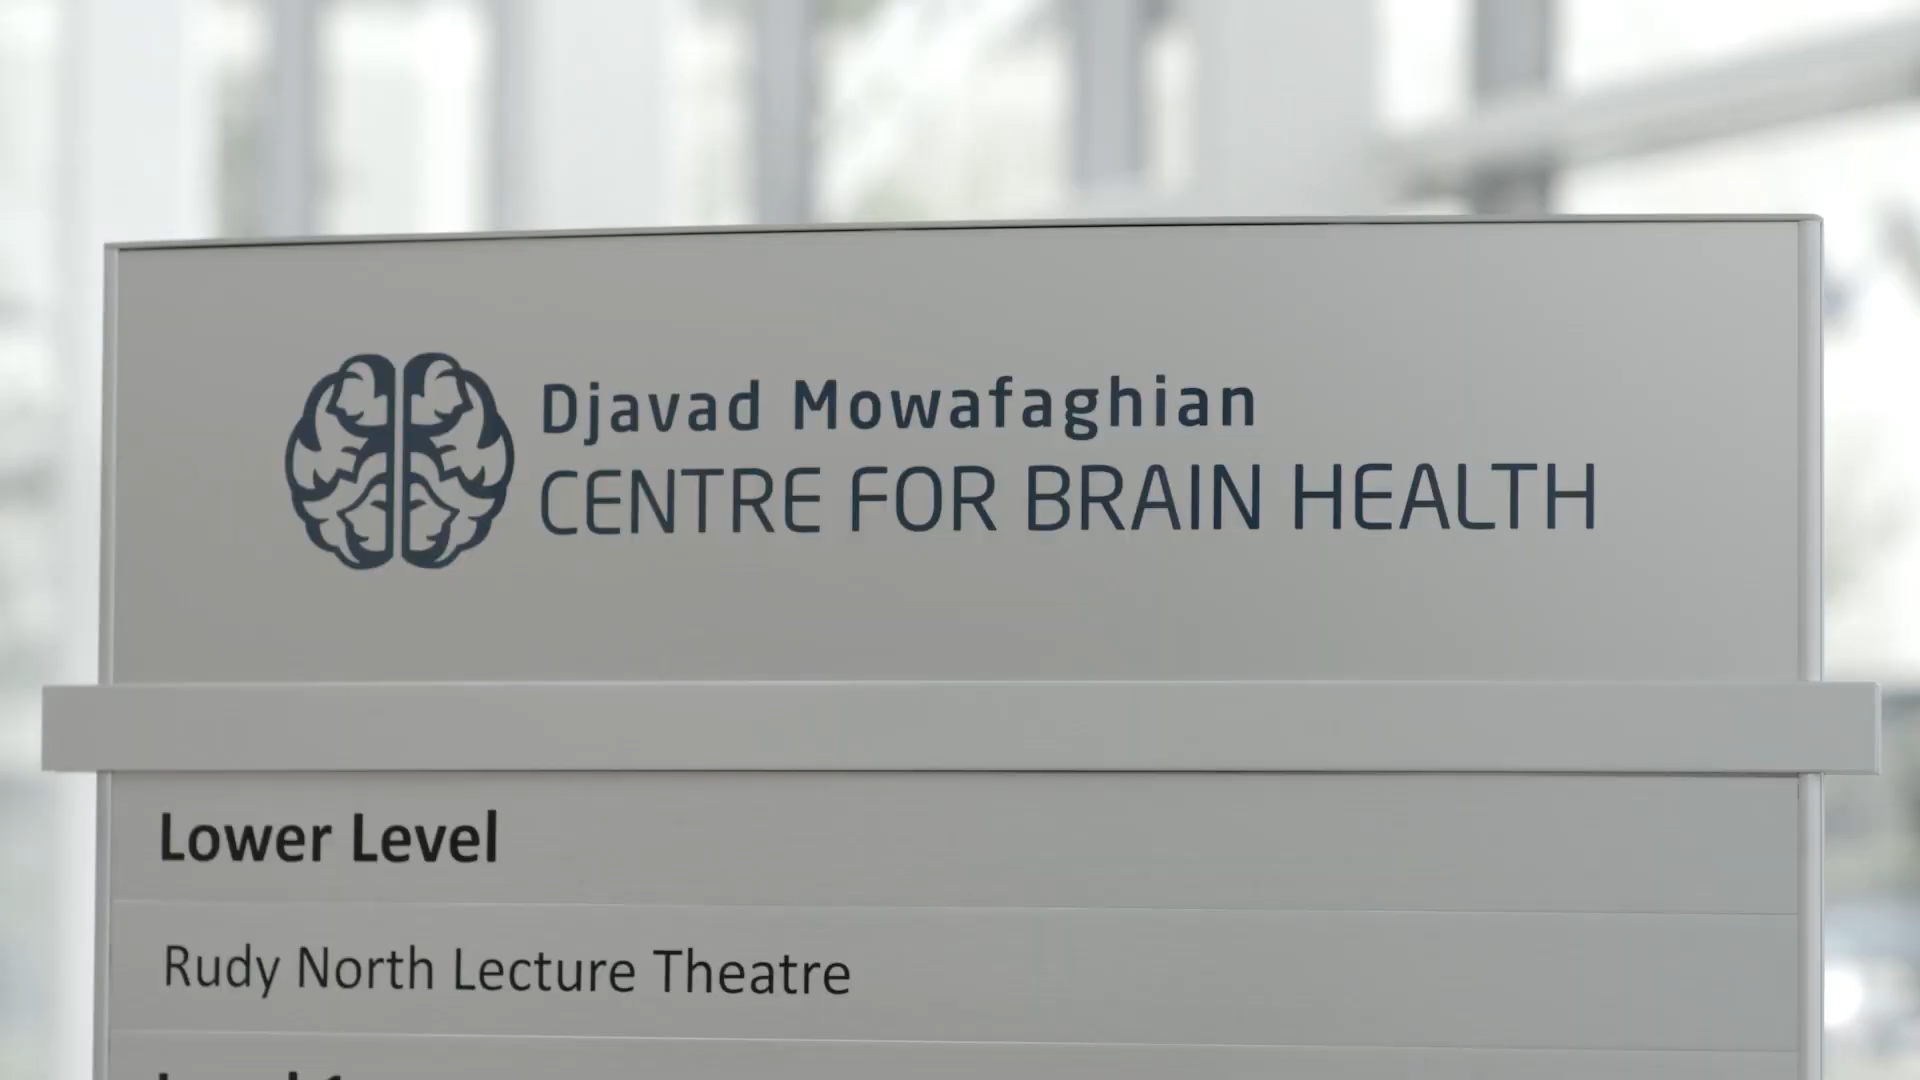 Djavad Mowafaghian
CENTRE FOR BRAIN HEALTH
Lower Level
Rudy North Lecture Theatre